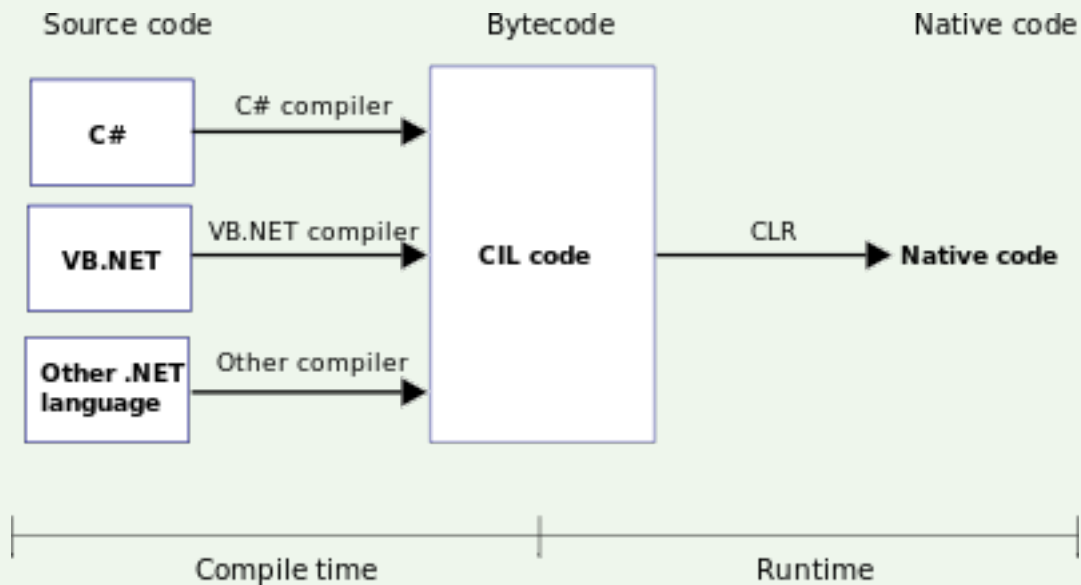 Source code
Bytecode
Native code
C# compiler
C#
VB.NET compiler
VB.NET
CIL code
CLR
Native code
Other compiler
Other .NET
language
Compile time
Runtime